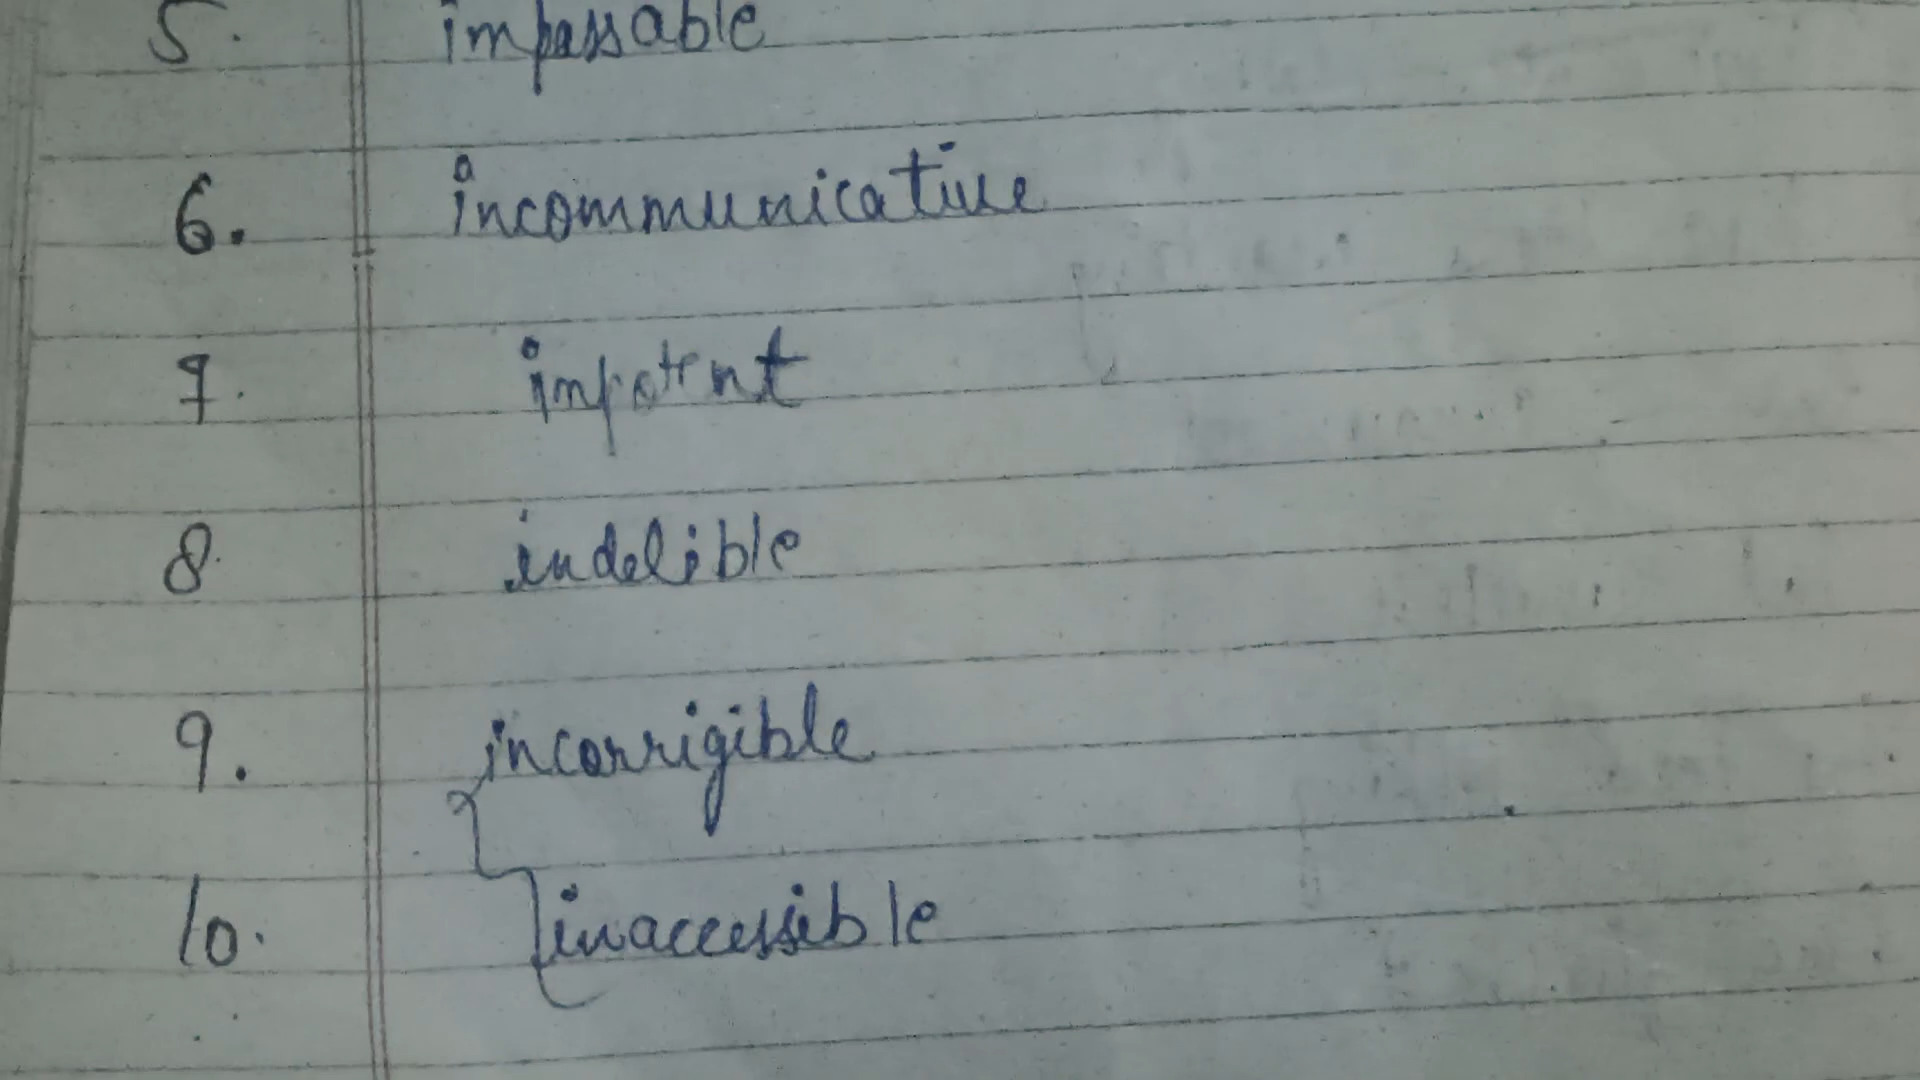 5. impassable
6. incommunicative
7. impotent
8. indelible
9. incorrigible
10. inaccessible